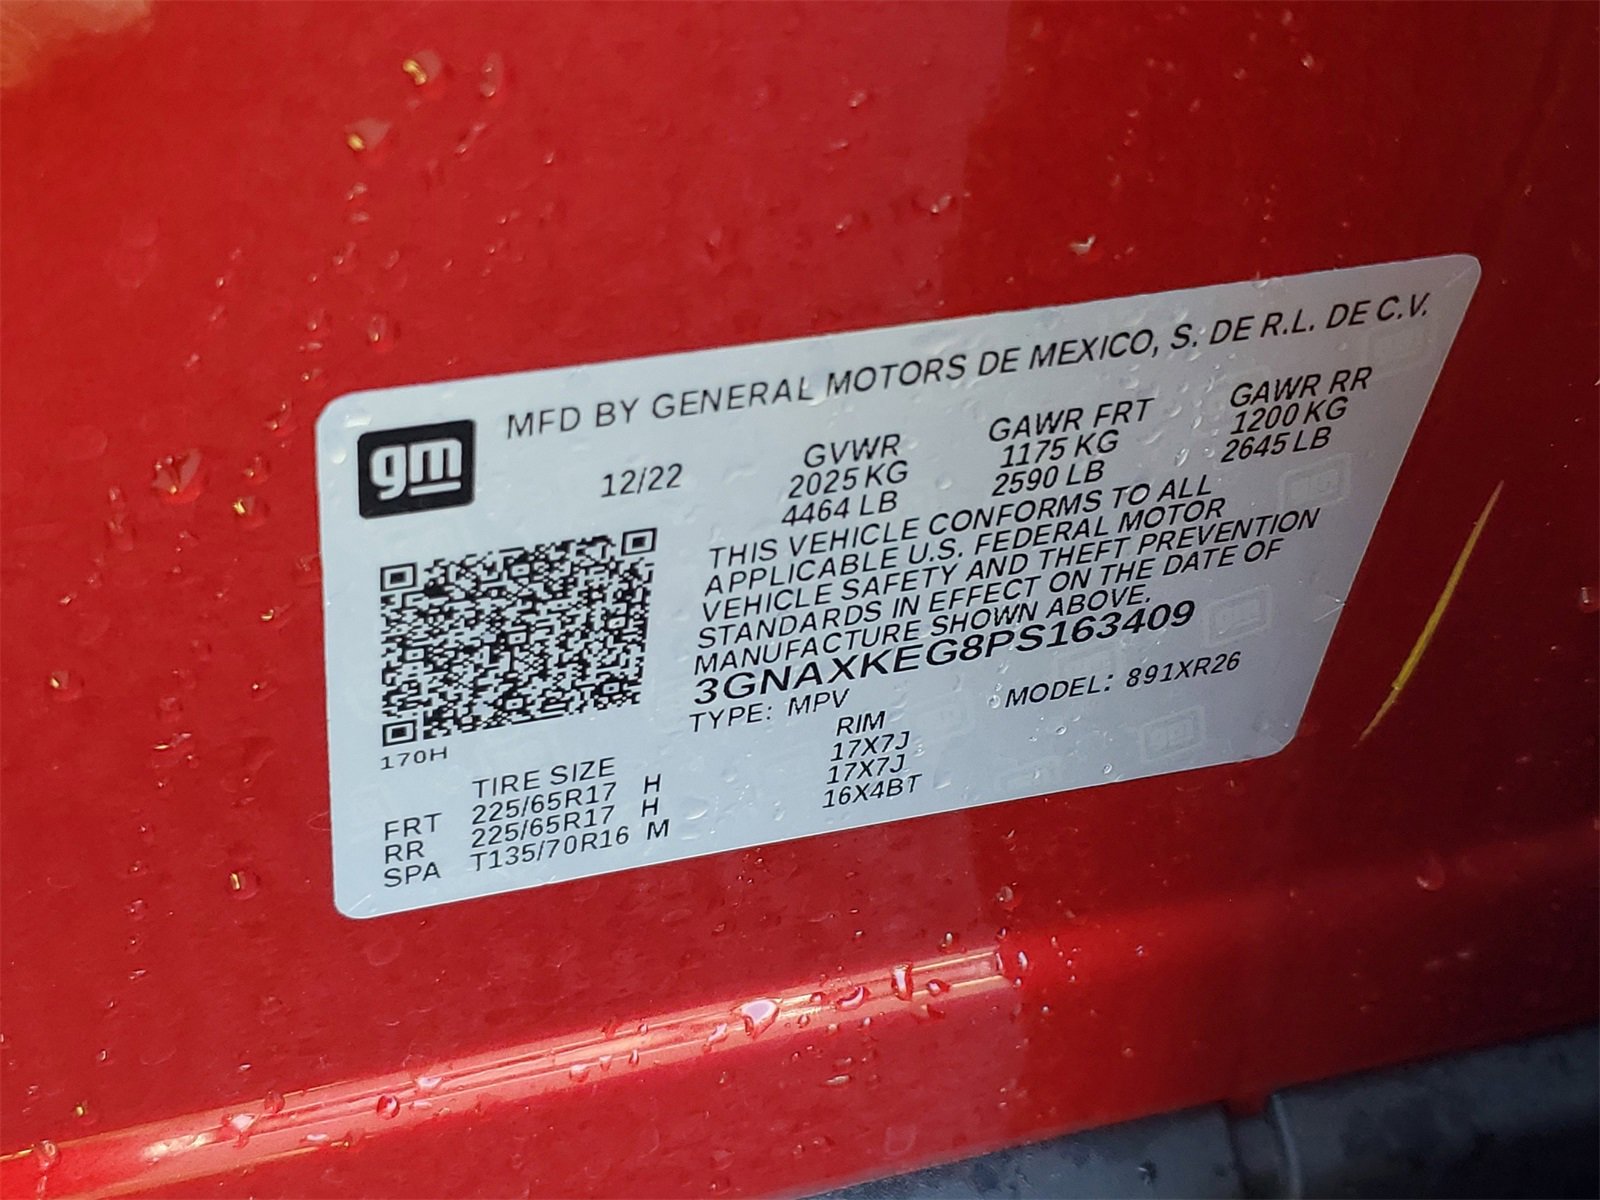 gm
MFD BY GENERAL MOTORS DE MEXICO, S. DE R.L. DE C.V.
12/22 GVWR GAWR FRT GAWR RR
2025 KG 1175 KG 1200 KG
4464 LB 2590 LB 2645 LB
THIS VEHICLE CONFORMS TO ALL
APPLICABLE U.S. FEDERAL MOTOR
VEHICLE SAFETY AND THEFT PREVENTION
STANDARDS IN EFFECT ON THE DATE OF
MANUFACTURE SHOWN ABOVE.
3GNAXKEG8PS163409
TYPE: MPV MODEL: 891XR26
170H
TIRE SIZE RIM
FRT 225/65R17 H 17X7J
RR 225/65R17 H 17X7J
SPA T135/70R16 M 16X4BT